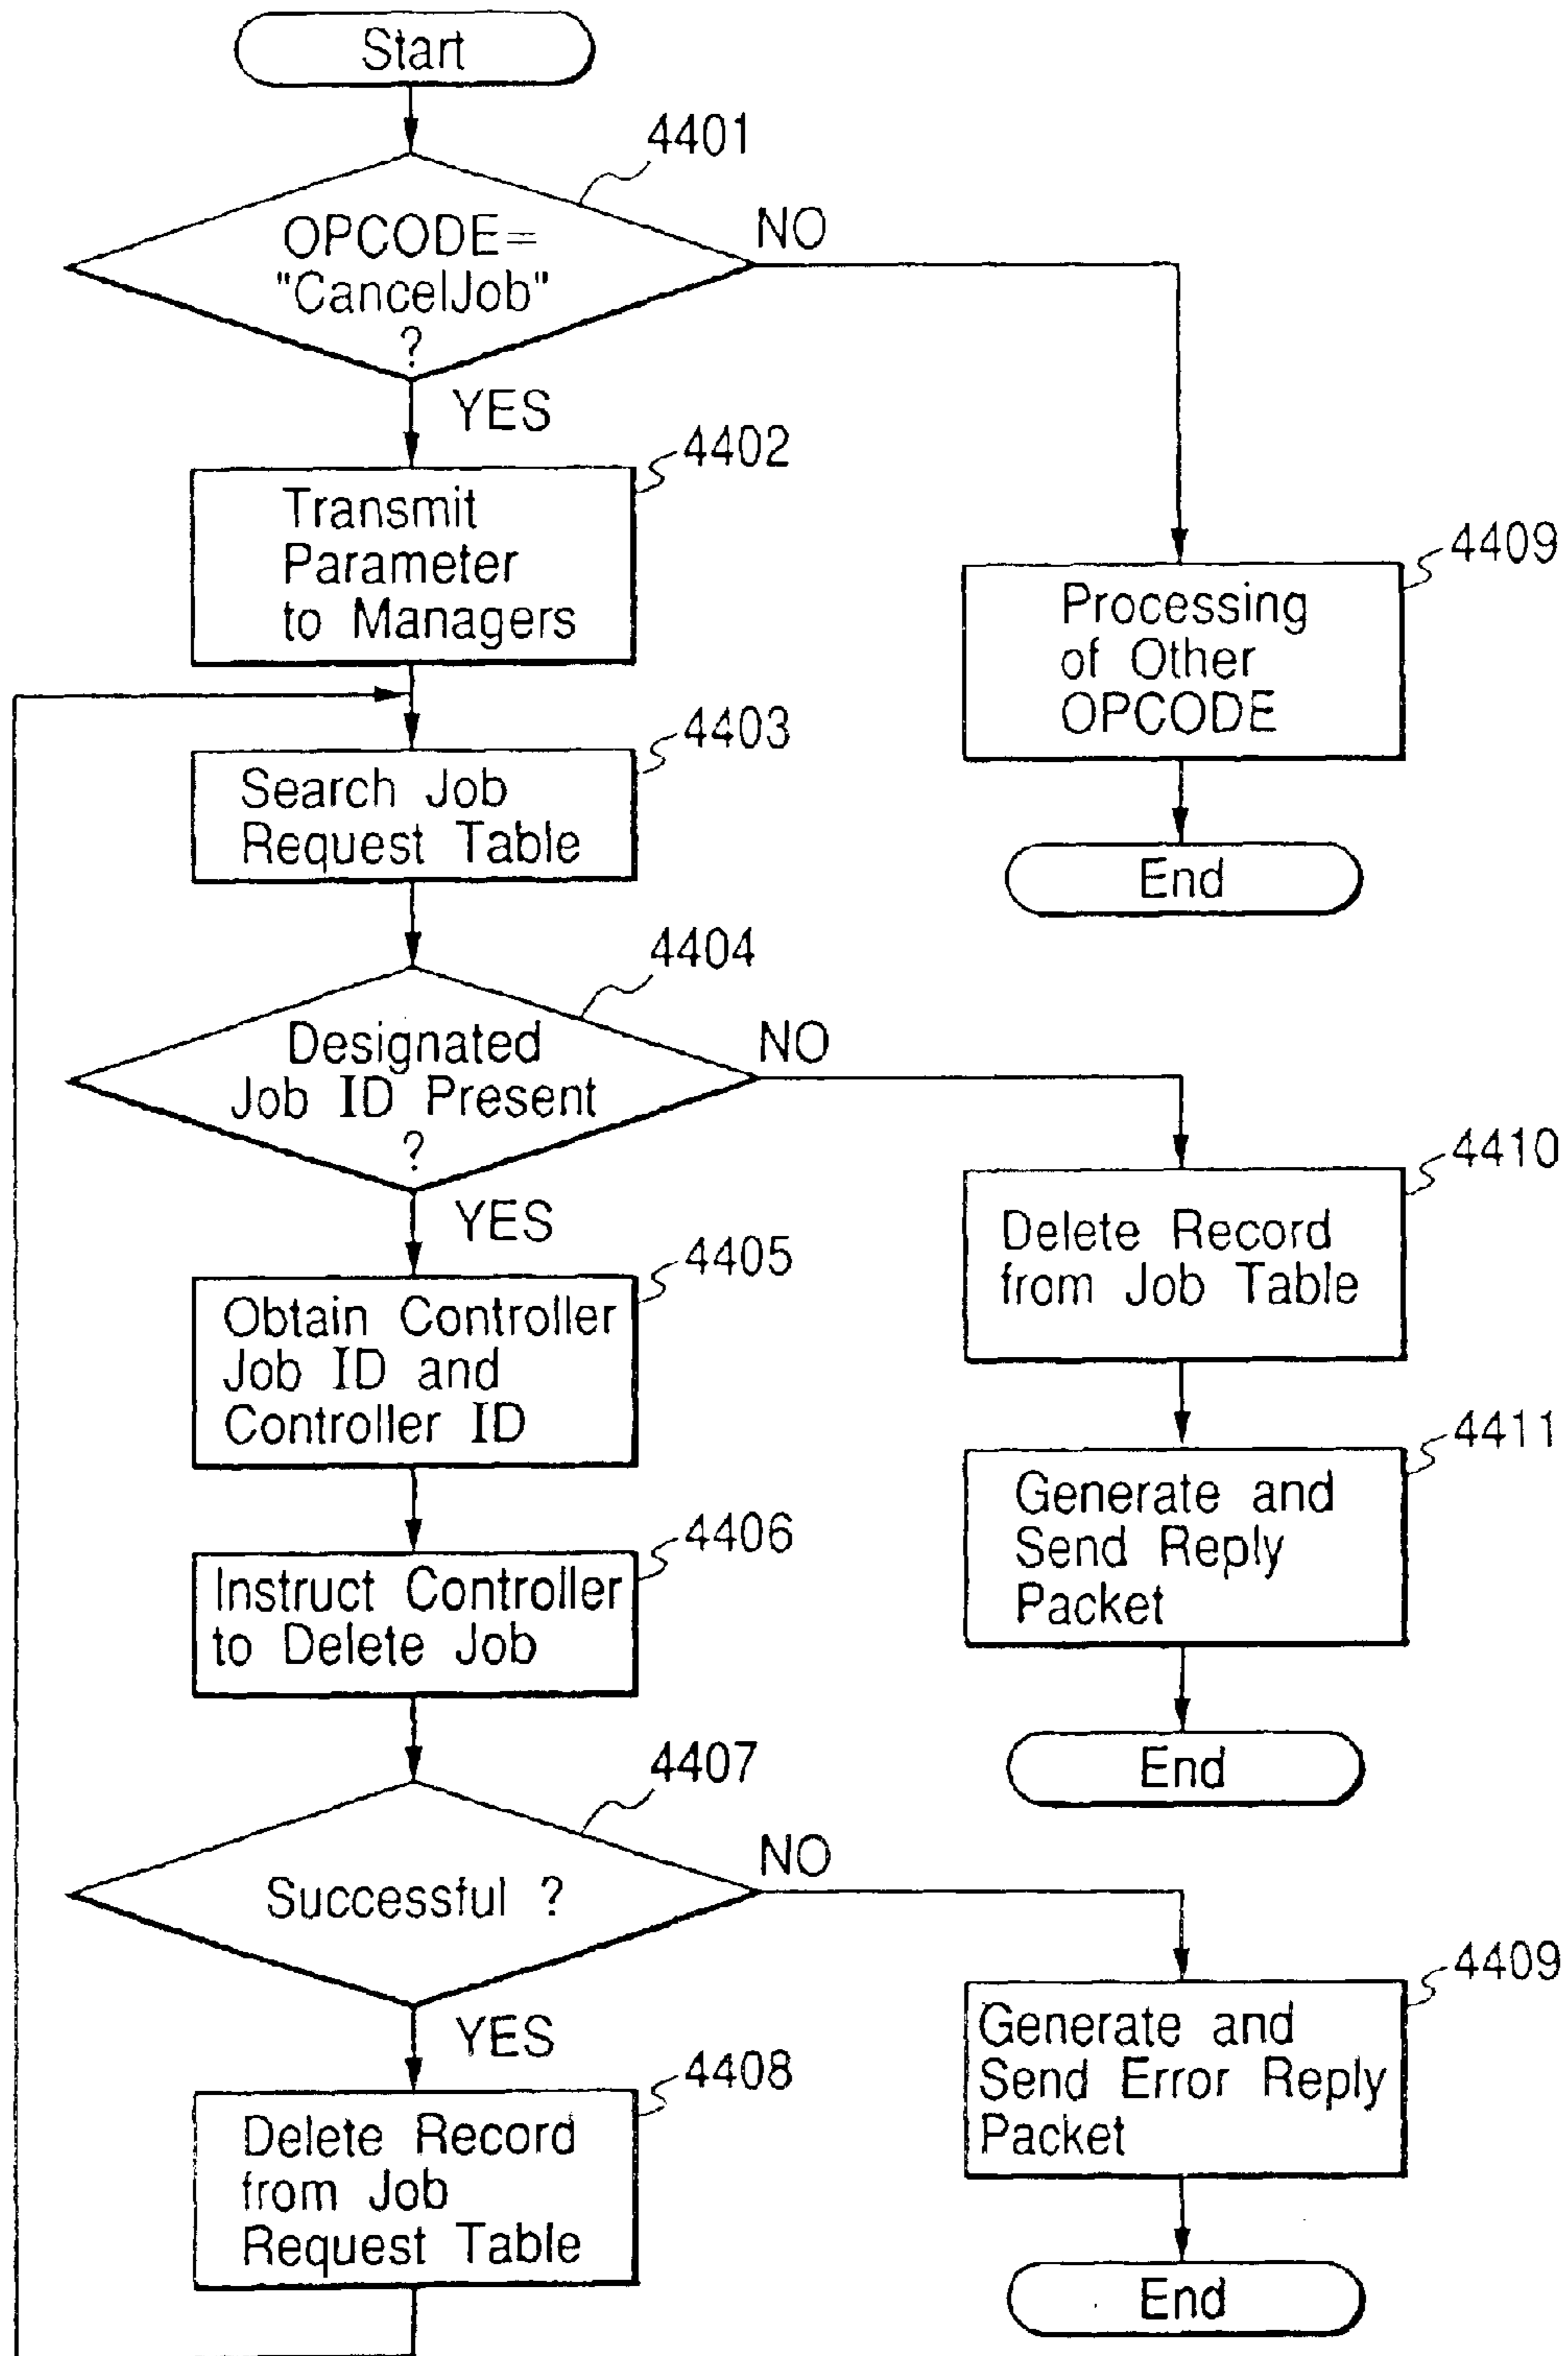 Start
4401
OPCODE=
"CancelJob"
?
NO
YES
4402
Transmit
Parameter
to Managers
4409
Processing
of Other
OPCODE
End
4403
Search Job
Request Table
4404
Designated
Job ID Present
?
NO
YES
4405
Obtain Controller
Job ID and
Controller ID
4410
Delete Record
from Job Table
4406
Instruct Controller
to Delete Job
4411
Generate and
Send Reply
Packet
End
4407
Successful ?
NO
YES
4408
Delete Record
from Job
Request Table
4409
Generate and
Send Error Reply
Packet
End